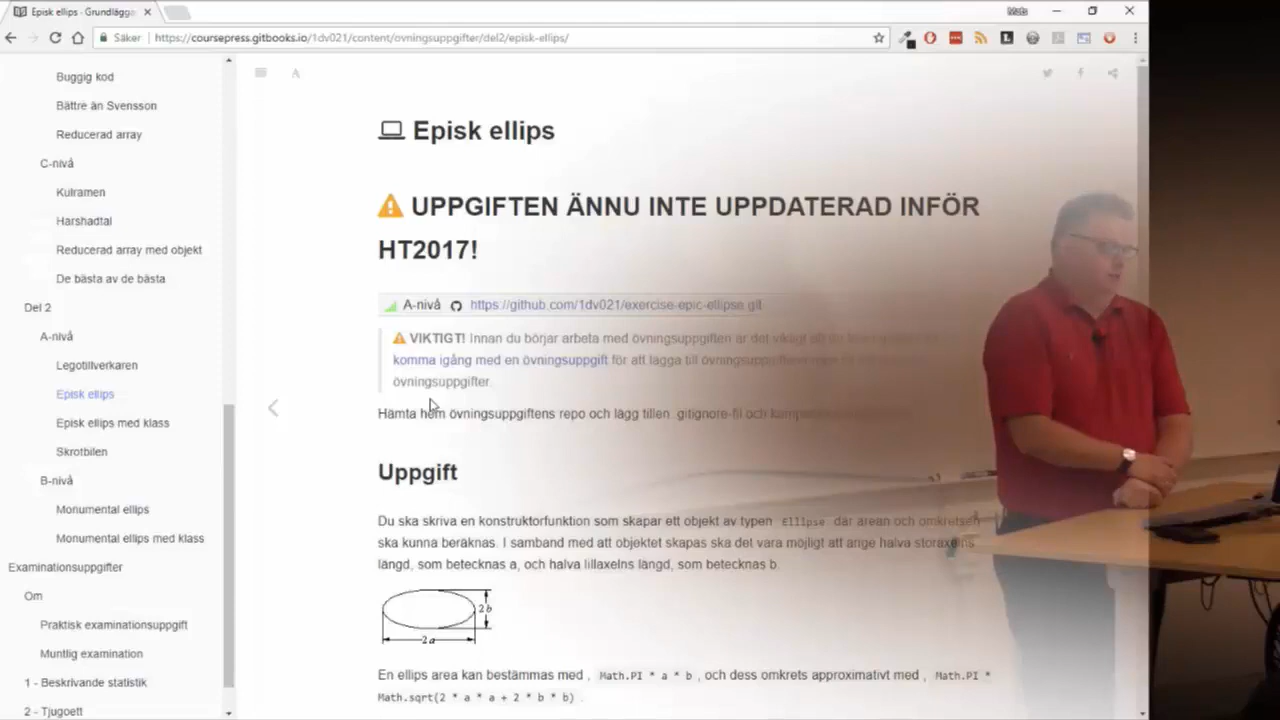 Episk ellips - Grundlägga
Mats
Säker https://coursepress.gitbooks.io/1dv021/content/ovningsuppgifter/del2/episk-ellips/
Buggig kod
Bättre än Svensson
Reducerad array
C-nivå
Kulramen
Harshadtal
Reducerad array med objekt
De bästa av de bästa
Del 2
A-nivå
Legotillverkaren
Episk ellips
Episk ellips med klass
Skrotbilen
B-nivå
Monumental ellips
Monumental ellips med klass
Examinationsuppgifter
Om
Praktisk examinationsuppgift
Muntlig examination
1 - Beskrivande statistik
2 - Tjugoett
A
Episk ellips
UPPGIFTEN ÄNNU INTE UPPDATERAD INFÖR
HT2017!
A-nivå https://github.com/1dv021/exercise-epic-ellipse.git
VIKTIGT! Innan du börjar arbeta med övningsuppgiften är det viktigt att du
komma igång med en övningsuppgift för att lägga till övningsuppgiftens
övningsuppgifter.
Hämta hem övningsuppgiftens repo och lägg till en .gitignore-fil och
Uppgift
Du ska skriva en konstruktorfunktion som skapar ett objekt av typen Ellipse där arean och omkretsen
ska kunna beräknas. I samband med att objektet skapas ska det vara möjligt att ange halva storaxelns
längd, som betecknas a, och halva lillaxelns längd, som betecknas b.
2b
2a
En ellips area kan bestämmas med , Math.PI * a * b , och dess omkrets approximativt med , Math.PI *
Math.sqrt(2 * a * a + 2 * b * b) .